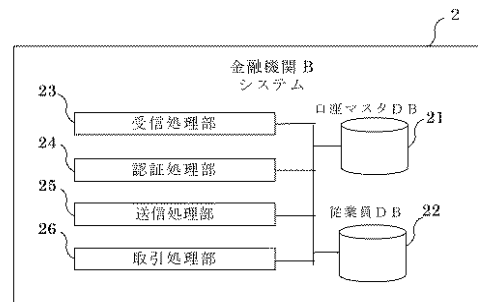 2
金融機関B
システム
23
受信処理部
口座マスタDB
21
24
認証処理部
25
送信処理部
従業員DB
22
26
取引処理部